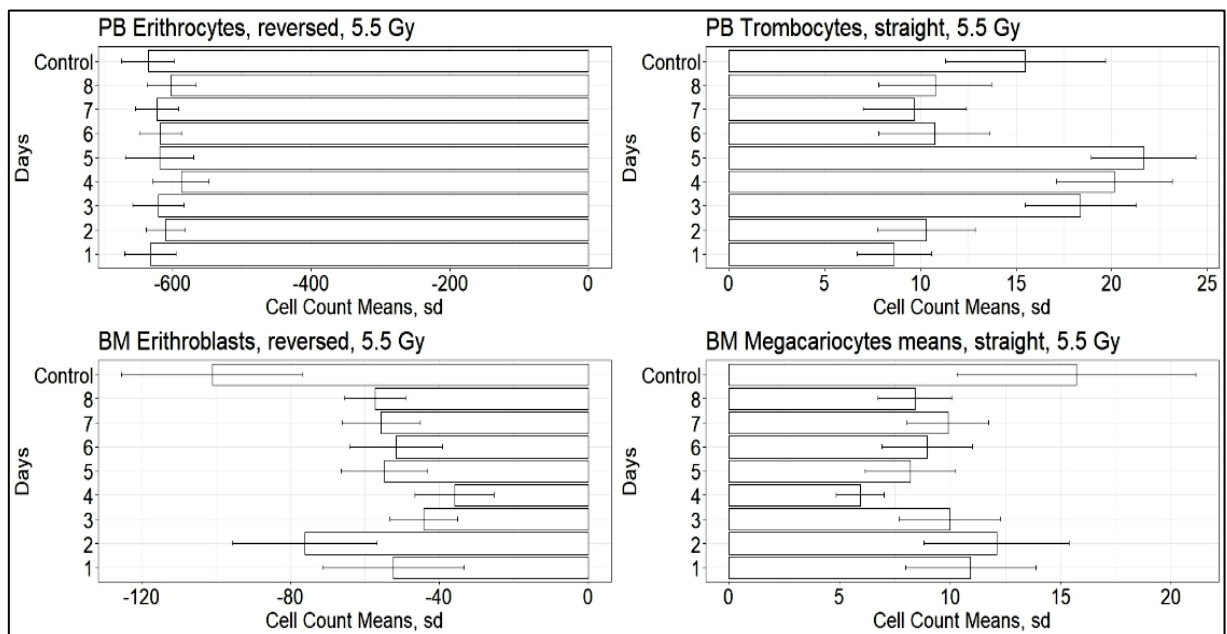 PB Erithrocytes, reversed, 5.5 Gy
Days
Control
8
7
6
5
4
3
2
1
-600 -400 -200 0
Cell Count Means, sd
PB Trombocytes, straight, 5.5 Gy
Days
Control
8
7
6
5
4
3
2
1
0 5 10 15 20 25
Cell Count Means, sd
BM Erithroblasts, reversed, 5.5 Gy
Days
Control
8
7
6
5
4
3
2
1
-120 -80 -40 0
Cell Count Means, sd
BM Megacariocytes means, straight, 5.5 Gy
Days
Control
8
7
6
5
4
3
2
1
0 5 10 15 20
Cell Count Means, sd